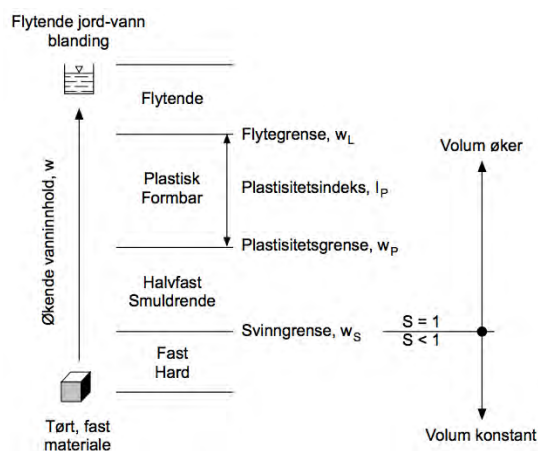 Flytende jord-vann
blanding
Flytende
Flytegrense, wL
Volum øker
Økende vanninnhold, w
Plastisk
Formbar
Plastisitetsindeks, IP
Plastisitetsgrense, wP
Halvfast
Smuldrende
Svinngrense, wS
S = 1
S < 1
Fast
Hard
Tørt, fast
materiale
Volum konstant